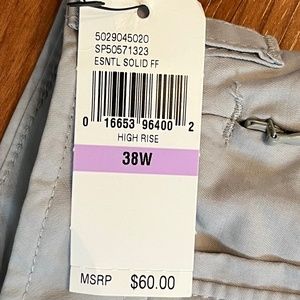 5029045020
SP50571323
ESNTL SOLID FF
0 16653 96400 2
HIGH RISE
38W
MSRP $60.00